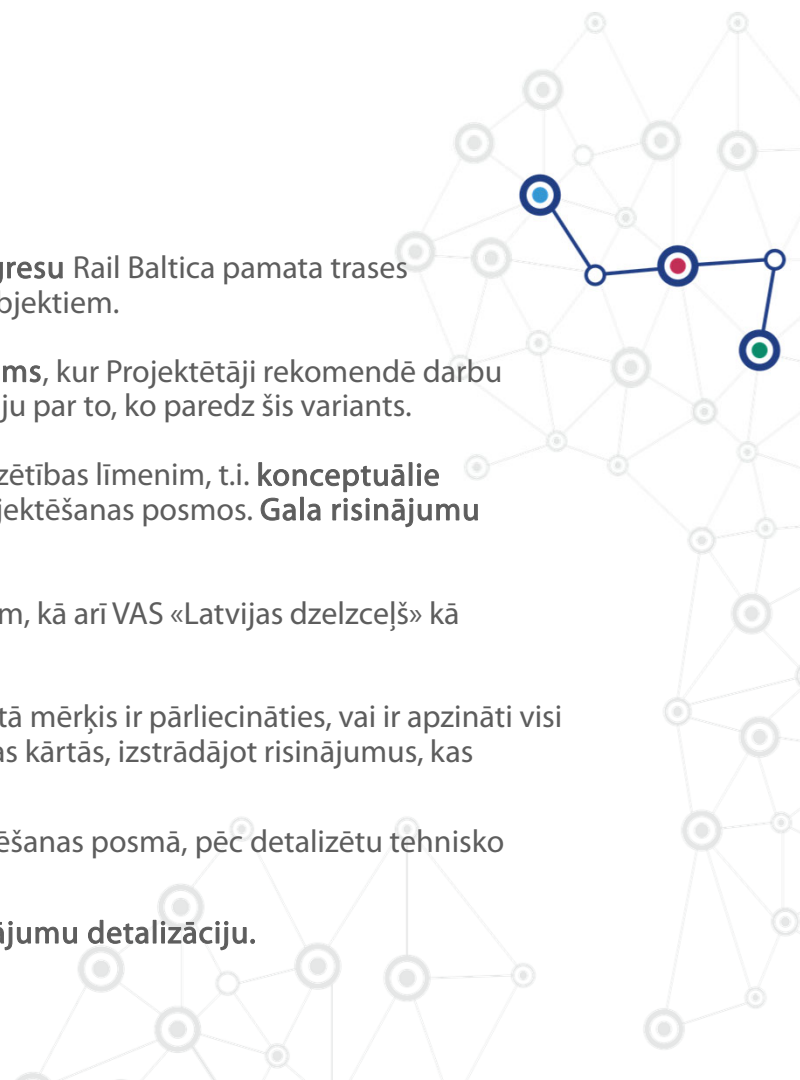 gresu Rail Baltica pamata trases
bjektiem.
ms, kur Projektētāji rekomendē darbu
ju par to, ko paredz šis variants.
zētības līmenim, t.i. konceptuālie
jektēšanas posmos. Gala risinājumu
m, kā arī VAS «Latvijas dzelzceļš» kā
tā mērķis ir pārliecināties, vai ir apzināti visi
as kārtās, izstrādājot risinājumus, kas
ēšanas posmā, pēc detalizētu tehnisko
ājumu detalizāciju.